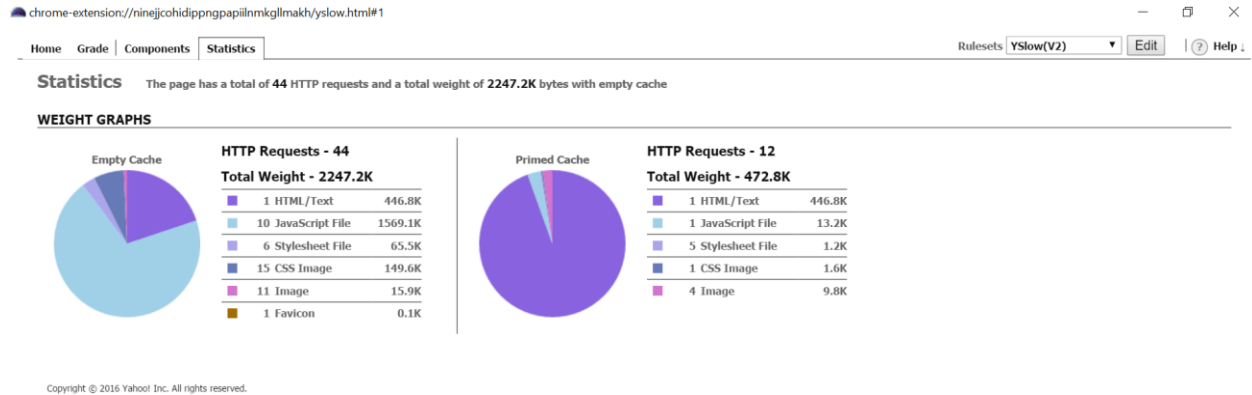 chrome-extension://ninejjcohidippngpapiilnmkgllmakh/yslow.html#1
Home Grade Components Statistics Rulesets YSlow(V2) Edit ? Help ↓
Statistics The page has a total of 44 HTTP requests and a total weight of 2247.2K bytes with empty cache
WEIGHT GRAPHS
Empty Cache
HTTP Requests - 44
Total Weight - 2247.2K
1 HTML/Text 446.8K
10 JavaScript File 1569.1K
6 Stylesheet File 65.5K
15 CSS Image 149.6K
11 Image 15.9K
1 Favicon 0.1K
Primed Cache
HTTP Requests - 12
Total Weight - 472.8K
1 HTML/Text 446.8K
1 JavaScript File 13.2K
5 Stylesheet File 1.2K
1 CSS Image 1.6K
4 Image 9.8K
Copyright © 2016 Yahoo! Inc. All rights reserved.